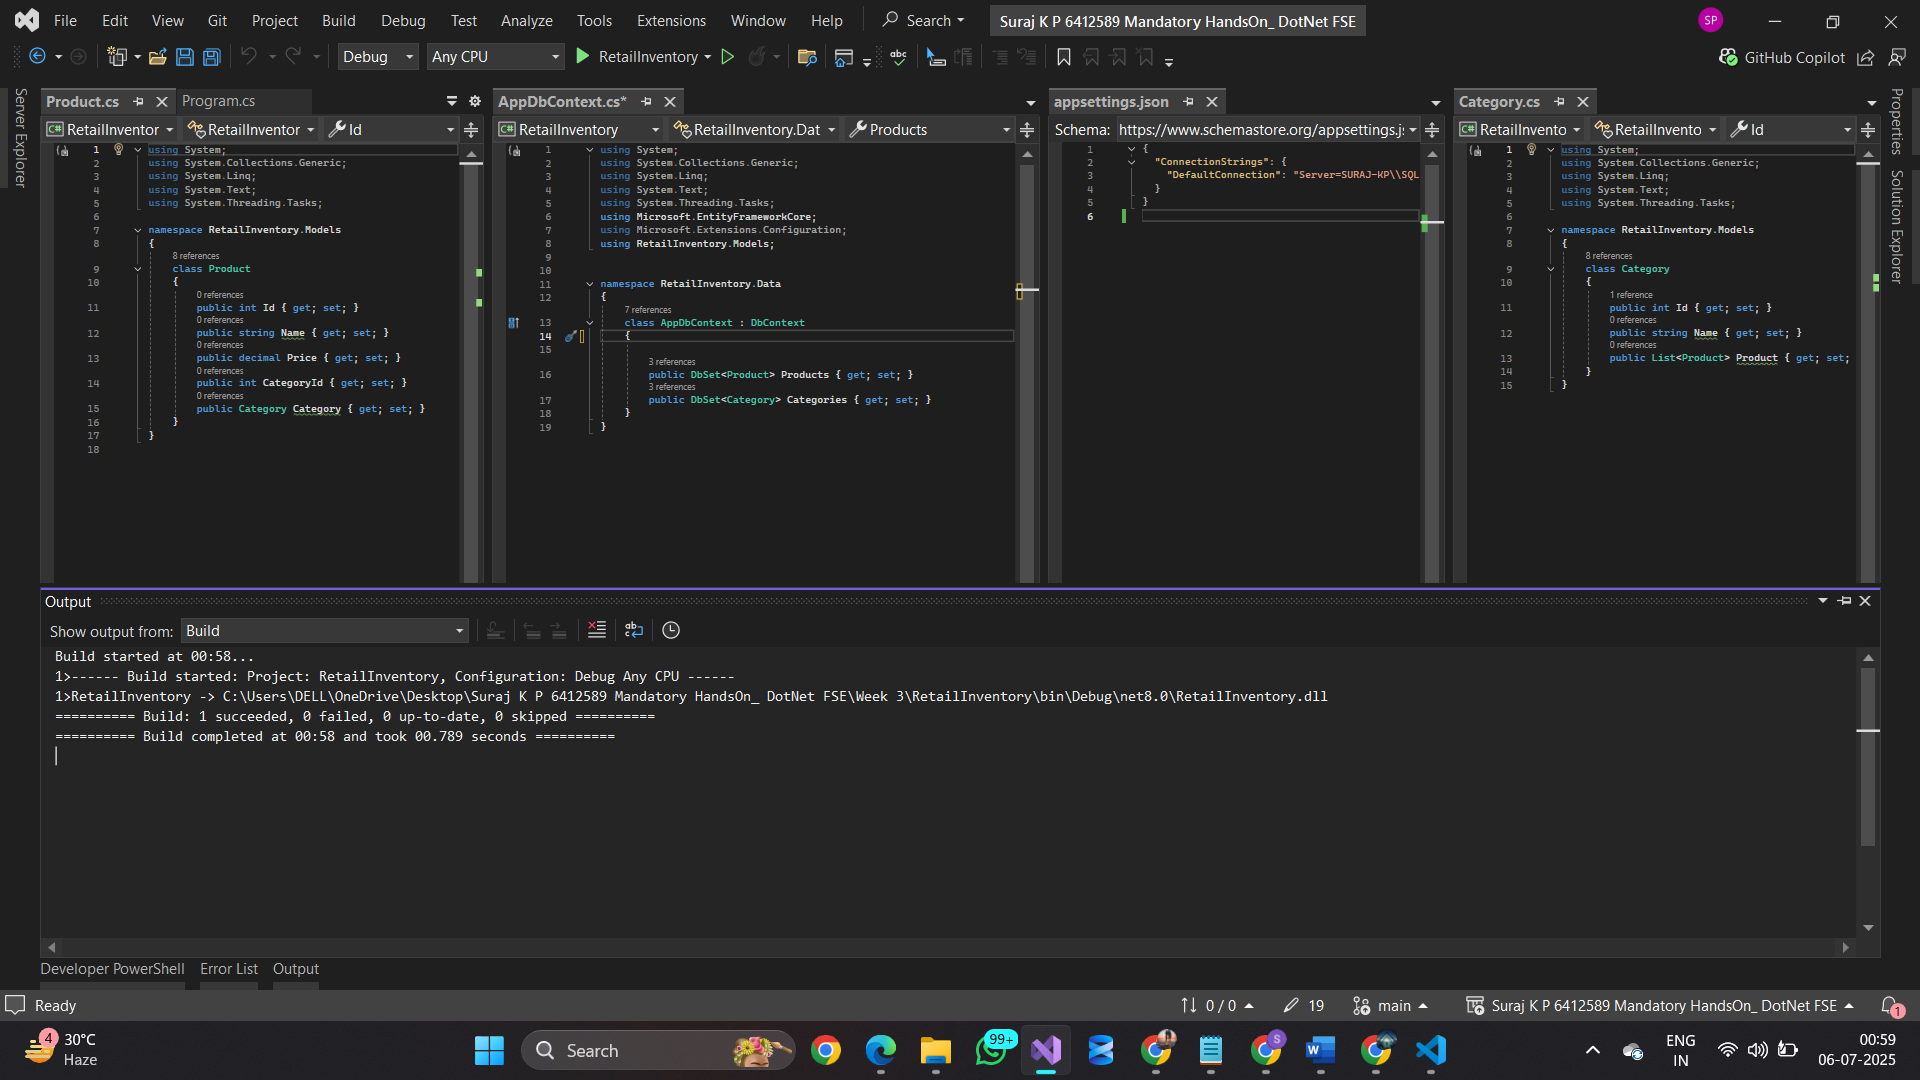 File Edit View Git Project Build Debug Test Analyze Tools Extensions Window Help Search Suraj K P 6412589 Mandatory HandsOn_ DotNet FSE SP
Debug Any CPU RetailInventory GitHub Copilot
Server Explorer
Product.cs Program.cs
RetailInventor RetailInventor Id
1 using System;
2 using System.Collections.Generic;
3 using System.Linq;
4 using System.Text;
5 using System.Threading.Tasks;
6
7 namespace RetailInventory.Models
8 {
8 references
9 class Product
10 {
0 references
11 public int Id { get; set; }
0 references
12 public string Name { get; set; }
0 references
13 public decimal Price { get; set; }
0 references
14 public int CategoryId { get; set; }
0 references
15 public Category Category { get; set; }
16 }
17 }
18
AppDbContext.cs*
RetailInventory RetailInventory.Dat Products
1 using System;
2 using System.Collections.Generic;
3 using System.Linq;
4 using System.Text;
5 using System.Threading.Tasks;
6 using Microsoft.EntityFrameworkCore;
7 using Microsoft.Extensions.Configuration;
8 using RetailInventory.Models;
9
10
11 namespace RetailInventory.Data
12 {
7 references
13 class AppDbContext : DbContext
14 {
15
3 references
16 public DbSet<Product> Products { get; set; }
3 references
17 public DbSet<Category> Categories { get; set; }
18 }
19 }
appsettings.json
Schema: https://www.schemastore.org/appsettings.js
1 {
2 "ConnectionStrings": {
3 "DefaultConnection": "Server=SURAJ-KP\\SQL
4 }
5 }
6
Category.cs
RetailInvento RetailInvento Id
1 using System;
2 using System.Collections.Generic;
3 using System.Linq;
4 using System.Text;
5 using System.Threading.Tasks;
6
7 namespace RetailInventory.Models
8 {
8 references
9 class Category
10 {
1 reference
11 public int Id { get; set; }
0 references
12 public string Name { get; set; }
0 references
13 public List<Product> Product { get; set;
14 }
15 }
Properties
Solution Explorer
Output
Show output from: Build
Build started at 00:58...
1>------ Build started: Project: RetailInventory, Configuration: Debug Any CPU ------
1>RetailInventory -> C:\Users\DELL\OneDrive\Desktop\Suraj K P 6412589 Mandatory HandsOn_ DotNet FSE\Week 3\RetailInventory\bin\Debug\net8.0\RetailInventory.dll
========== Build: 1 succeeded, 0 failed, 0 up-to-date, 0 skipped ==========
========== Build completed at 00:58 and took 00.789 seconds ==========
Developer PowerShell Error List Output
Ready 0 / 0 19 main Suraj K P 6412589 Mandatory HandsOn_ DotNet FSE 1
4 30°C
Haze
Search
99+
S
W
ENG
IN
00:59
06-07-2025